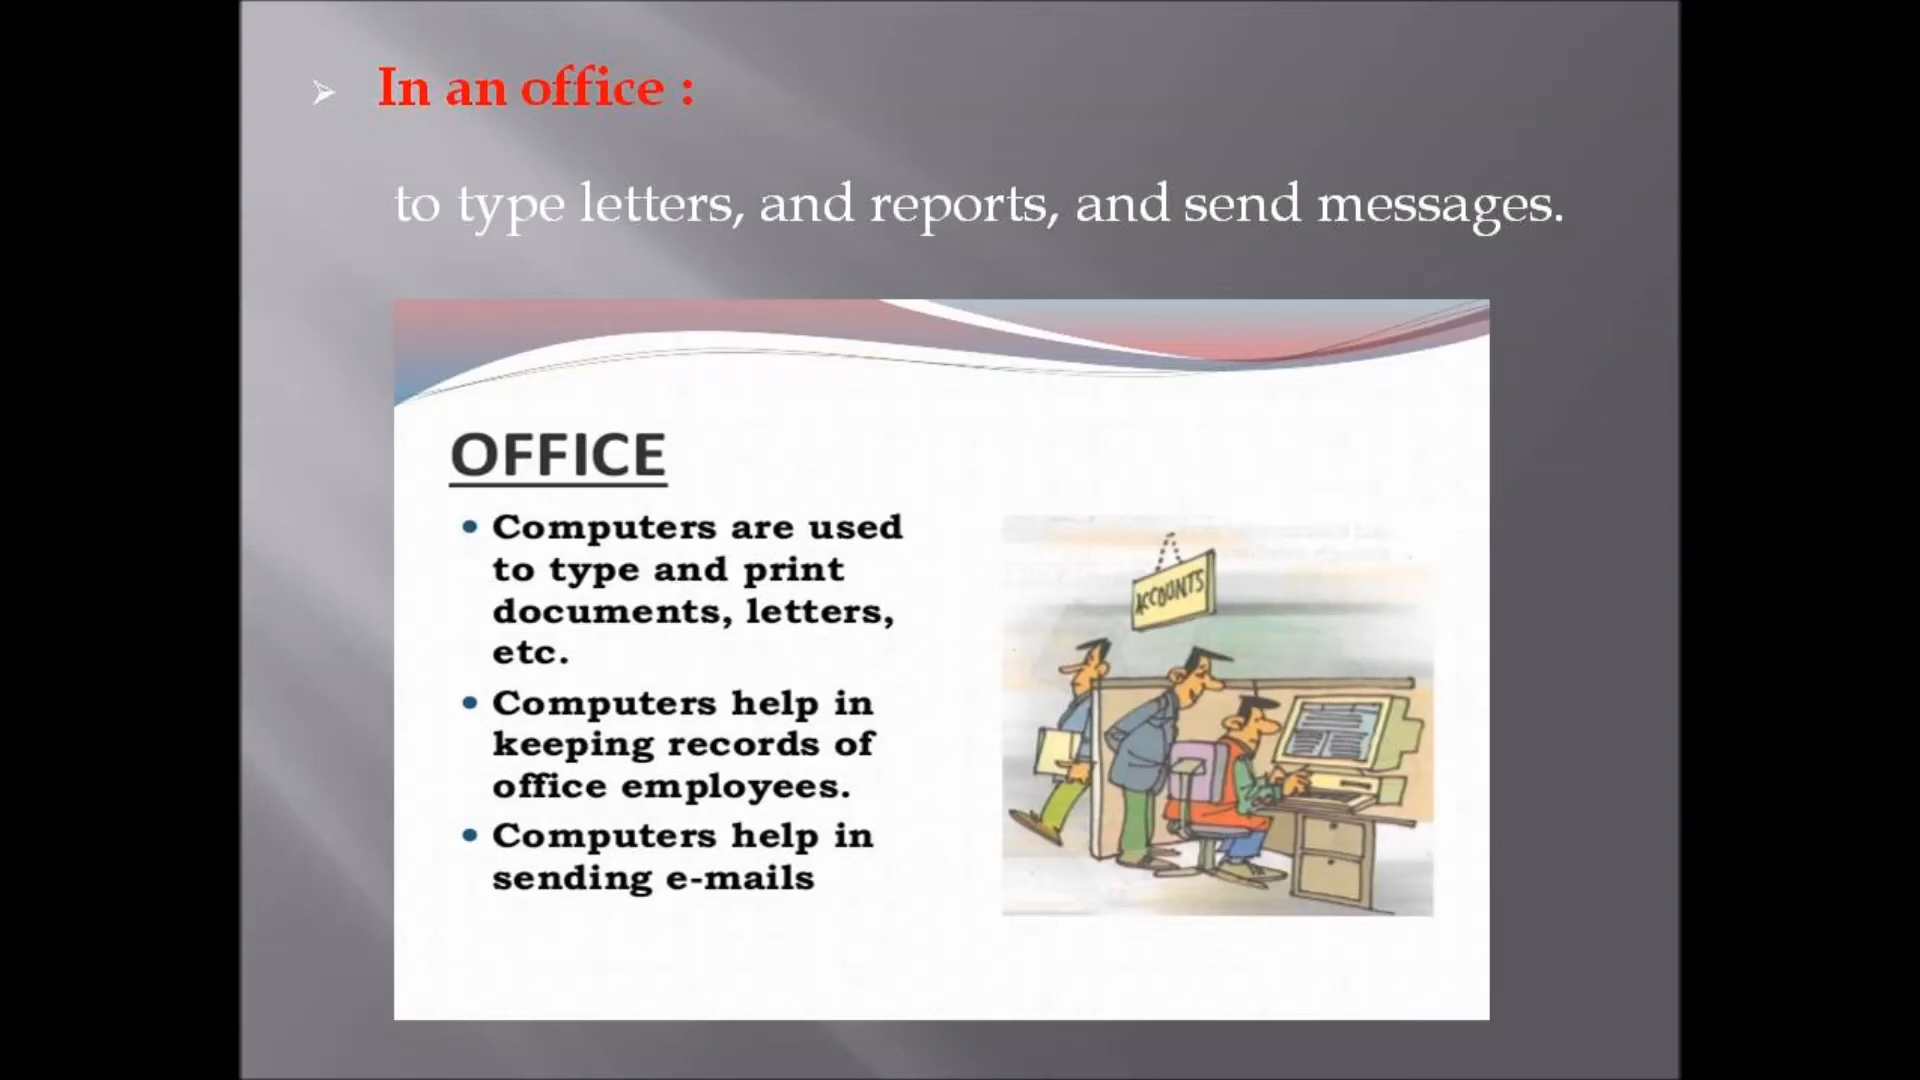 In an office :
to type letters, and reports, and send messages.
OFFICE
• Computers are used
to type and print
documents, letters,
etc.
• Computers help in
keeping records of
office employees.
• Computers help in
sending e-mails
ACCOUNTS